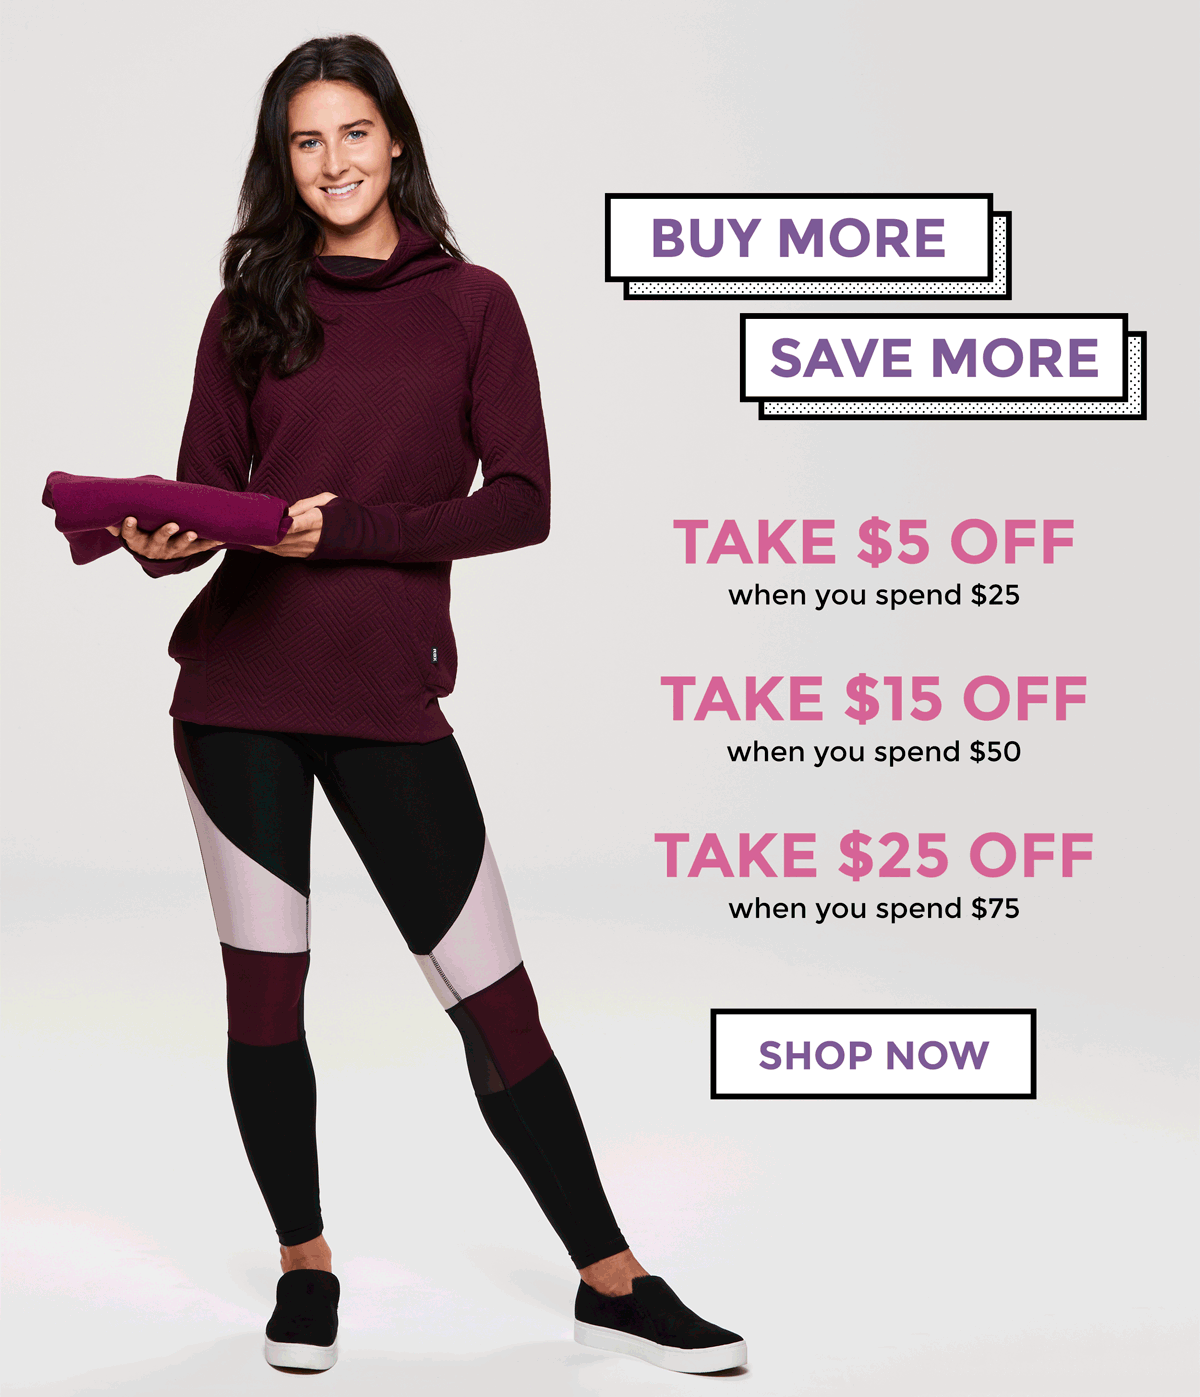 BUY MORE
SAVE MORE
TAKE $5 OFF
when you spend $25
TAKE $15 OFF
when you spend $50
TAKE $25 OFF
when you spend $75
SHOP NOW